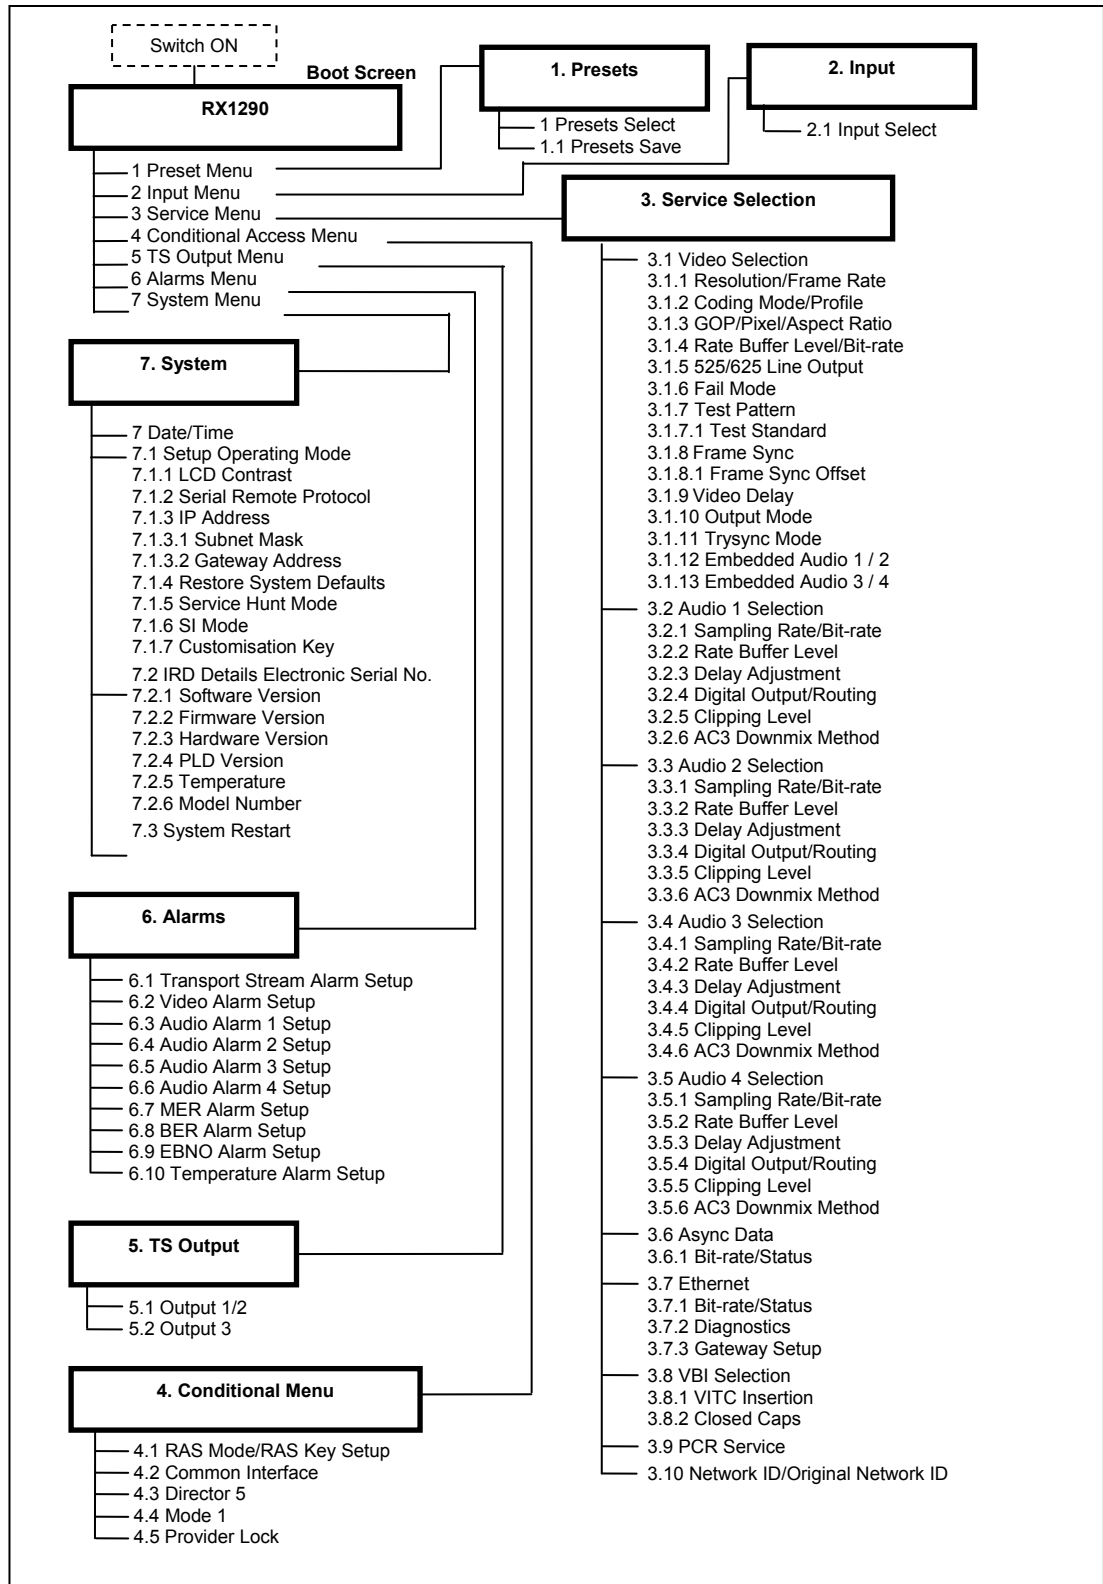 Switch ON
Boot Screen
RX1290
1 Preset Menu
2 Input Menu
3 Service Menu
4 Conditional Access Menu
5 TS Output Menu
6 Alarms Menu
7 System Menu
1. Presets
1 Presets Select
1.1 Presets Save
2. Input
2.1 Input Select
3. Service Selection
3.1 Video Selection
3.1.1 Resolution/Frame Rate
3.1.2 Coding Mode/Profile
3.1.3 GOP/Pixel/Aspect Ratio
3.1.4 Rate Buffer Level/Bit-rate
3.1.5 525/625 Line Output
3.1.6 Fail Mode
3.1.7 Test Pattern
3.1.7.1 Test Standard
3.1.8 Frame Sync
3.1.8.1 Frame Sync Offset
3.1.9 Video Delay
3.1.10 Output Mode
3.1.11 Trysync Mode
3.1.12 Embedded Audio 1 / 2
3.1.13 Embedded Audio 3 / 4
3.2 Audio 1 Selection
3.2.1 Sampling Rate/Bit-rate
3.2.2 Rate Buffer Level
3.2.3 Delay Adjustment
3.2.4 Digital Output/Routing
3.2.5 Clipping Level
3.2.6 AC3 Downmix Method
3.3 Audio 2 Selection
3.3.1 Sampling Rate/Bit-rate
3.3.2 Rate Buffer Level
3.3.3 Delay Adjustment
3.3.4 Digital Output/Routing
3.3.5 Clipping Level
3.3.6 AC3 Downmix Method
3.4 Audio 3 Selection
3.4.1 Sampling Rate/Bit-rate
3.4.2 Rate Buffer Level
3.4.3 Delay Adjustment
3.4.4 Digital Output/Routing
3.4.5 Clipping Level
3.4.6 AC3 Downmix Method
3.5 Audio 4 Selection
3.5.1 Sampling Rate/Bit-rate
3.5.2 Rate Buffer Level
3.5.3 Delay Adjustment
3.5.4 Digital Output/Routing
3.5.5 Clipping Level
3.5.6 AC3 Downmix Method
3.6 Async Data
3.6.1 Bit-rate/Status
3.7 Ethernet
3.7.1 Bit-rate/Status
3.7.2 Diagnostics
3.7.3 Gateway Setup
3.8 VBI Selection
3.8.1 VITC Insertion
3.8.2 Closed Caps
3.9 PCR Service
3.10 Network ID/Original Network ID
7. System
7 Date/Time
7.1 Setup Operating Mode
7.1.1 LCD Contrast
7.1.2 Serial Remote Protocol
7.1.3 IP Address
7.1.3.1 Subnet Mask
7.1.3.2 Gateway Address
7.1.4 Restore System Defaults
7.1.5 Service Hunt Mode
7.1.6 SI Mode
7.1.7 Customisation Key
7.2 IRD Details Electronic Serial No.
7.2.1 Software Version
7.2.2 Firmware Version
7.2.3 Hardware Version
7.2.4 PLD Version
7.2.5 Temperature
7.2.6 Model Number
7.3 System Restart
6. Alarms
6.1 Transport Stream Alarm Setup
6.2 Video Alarm Setup
6.3 Audio Alarm 1 Setup
6.4 Audio Alarm 2 Setup
6.5 Audio Alarm 3 Setup
6.6 Audio Alarm 4 Setup
6.7 MER Alarm Setup
6.8 BER Alarm Setup
6.9 EBNO Alarm Setup
6.10 Temperature Alarm Setup
5. TS Output
5.1 Output 1/2
5.2 Output 3
4. Conditional Menu
4.1 RAS Mode/RAS Key Setup
4.2 Common Interface
4.3 Director 5
4.4 Mode 1
4.5 Provider Lock